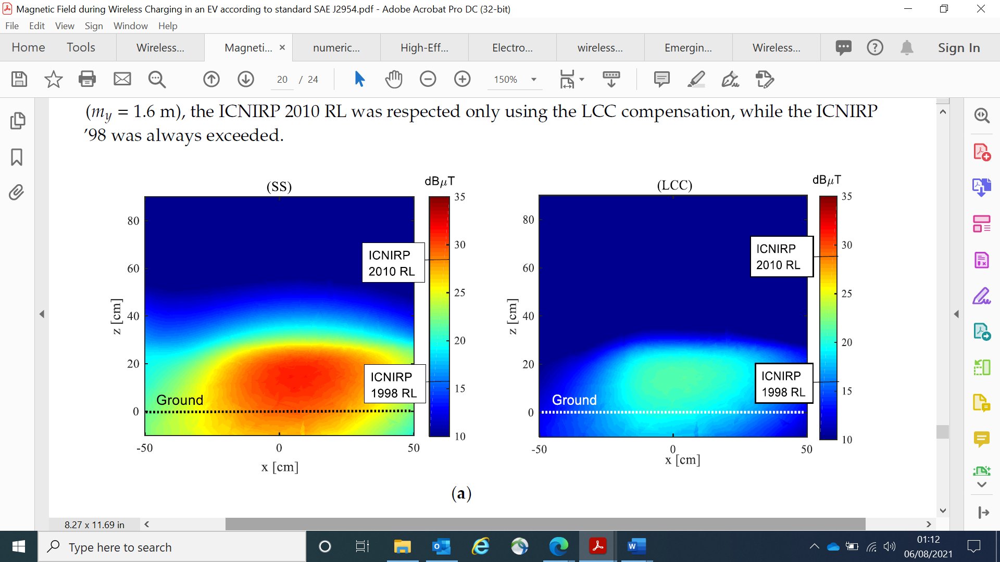 Magnetic Field during Wireless Charging in an EV according to standard SAE J2954.pdf - Adobe Acrobat Pro DC (32-bit)
File Edit View Sign Window Help
Home Tools Wireless... Magneti... × numeric... High-Eff... Electro... wireless... Emergin... Wireless... Sign In
20 / 24 150%
(my = 1.6 m), the ICNIRP 2010 RL was respected only using the LCC compensation, while the ICNIRP
’98 was always exceeded.
(SS)
dBμT
35
30
25
20
15
10
80
60
40
20
0
z [cm]
ICNIRP
2010 RL
ICNIRP
1998 RL
Ground
-50 0 50
x [cm]
(LCC)
dBμT
35
30
25
20
15
10
80
60
40
20
0
z [cm]
ICNIRP
2010 RL
ICNIRP
1998 RL
Ground
-50 0 50
x [cm]
(a)
8.27 x 11.69 in
Type here to search
01:12
06/08/2021